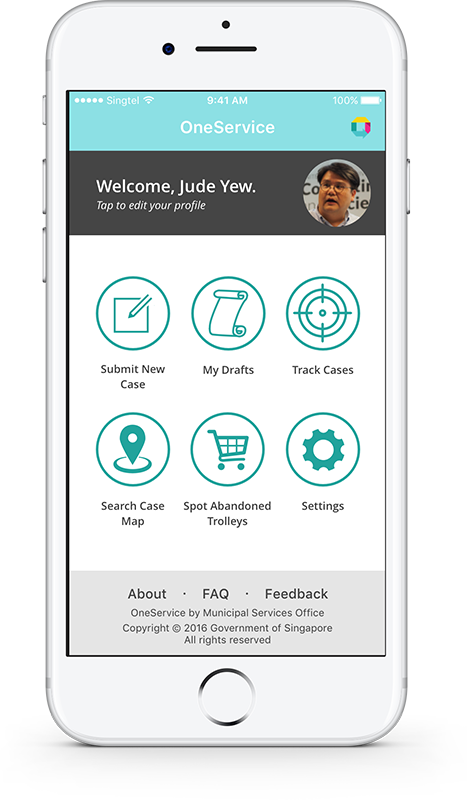 Singtel 9:41 AM 100%
OneService
Welcome, Jude Yew.
Tap to edit your profile
Submit New
Case
My Drafts
Track Cases
Search Case
Map
Spot Abandoned
Trolleys
Settings
About · FAQ · Feedback
OneService by Municipal Services Office
Copyright © 2016 Government of Singapore
All rights reserved